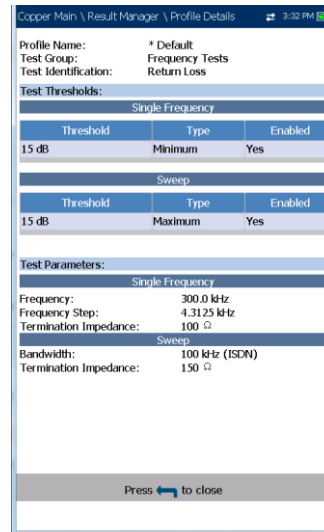 Copper Main \ Result Manager \ Profile Details 3:32 PM
Profile Name: * Default
Test Group: Frequency Tests
Test Identification: Return Loss
Test Thresholds:
Single Frequency
Threshold Type Enabled
15 dB Minimum Yes
Sweep
Threshold Type Enabled
15 dB Maximum Yes
Test Parameters:
Single Frequency
Frequency: 300.0 kHz
Frequency Step: 4.3125 kHz
Termination Impedance: 100 Ω
Sweep
Bandwidth: 100 kHz (ISDN)
Termination Impedance: 150 Ω
Press to close